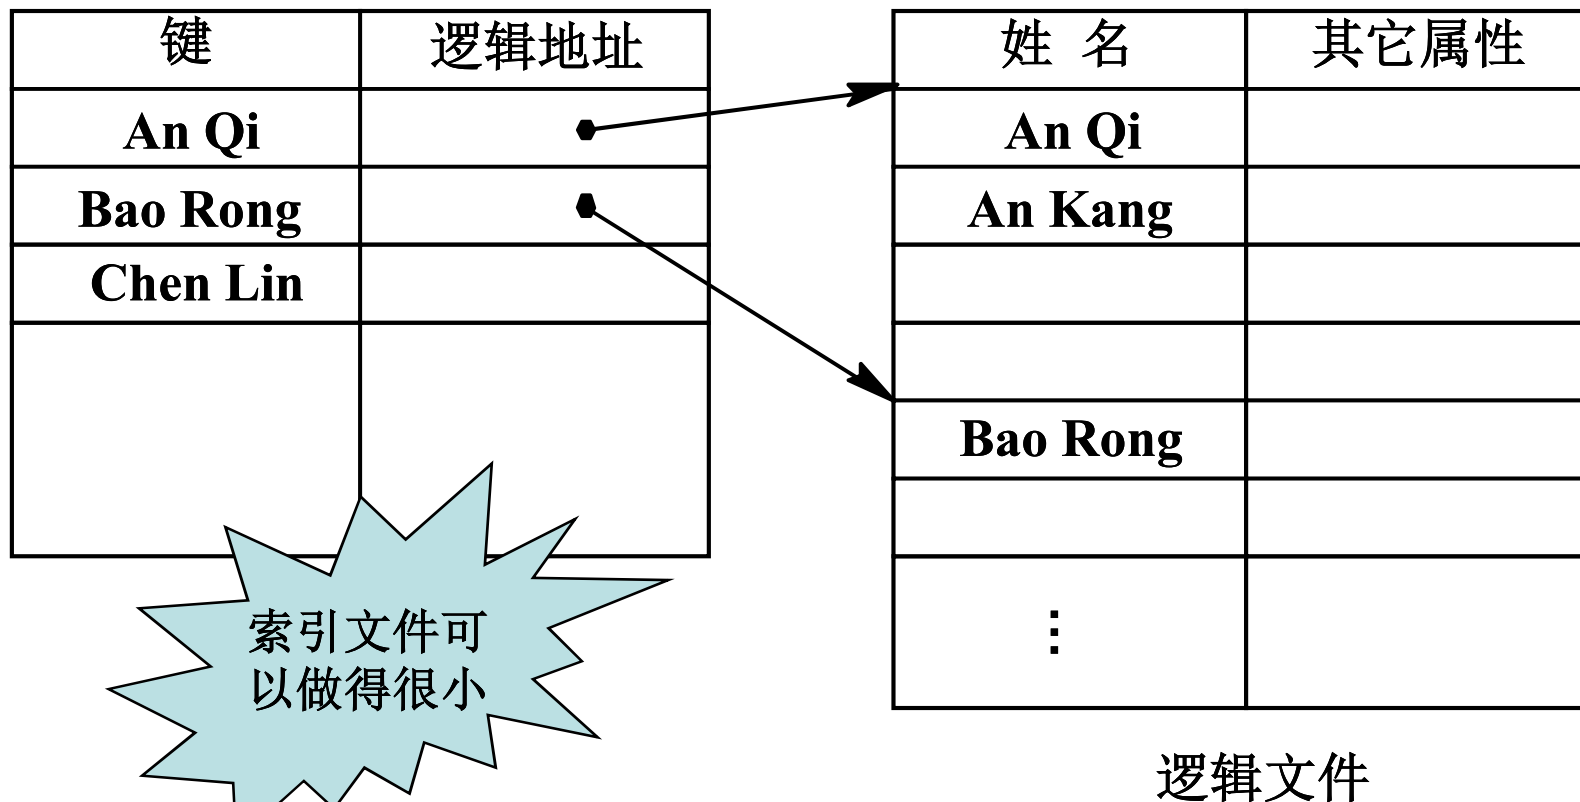 键 逻辑地址
An Qi
Bao Rong
Chen Lin
索引文件可
以做得很小
姓 名 其它属性
An Qi
An Kang
Bao Rong
⋮
逻辑文件